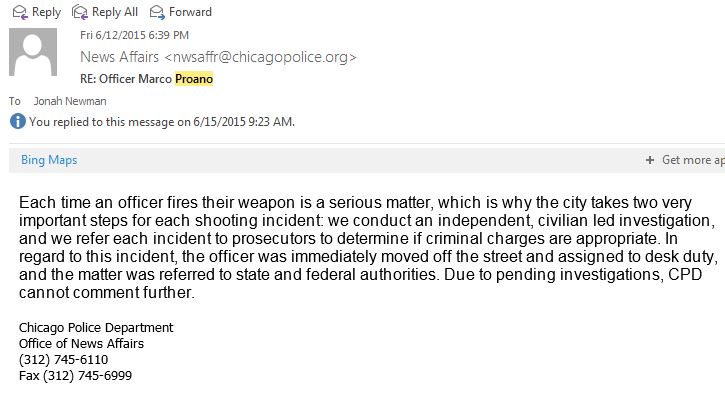 Reply Reply All Forward
Fri 6/12/2015 6:39 PM
News Affairs <nwsaffr@chicagopolice.org>
RE: Officer Marco Proano
To Jonah Newman
You replied to this message on 6/15/2015 9:23 AM.
Bing Maps + Get more ap
Each time an officer fires their weapon is a serious matter, which is why the city takes two very
important steps for each shooting incident: we conduct an independent, civilian led investigation,
and we refer each incident to prosecutors to determine if criminal charges are appropriate. In
regard to this incident, the officer was immediately moved off the street and assigned to desk duty,
and the matter was referred to state and federal authorities. Due to pending investigations, CPD
cannot comment further.
Chicago Police Department
Office of News Affairs
(312) 745-6110
Fax (312) 745-6999